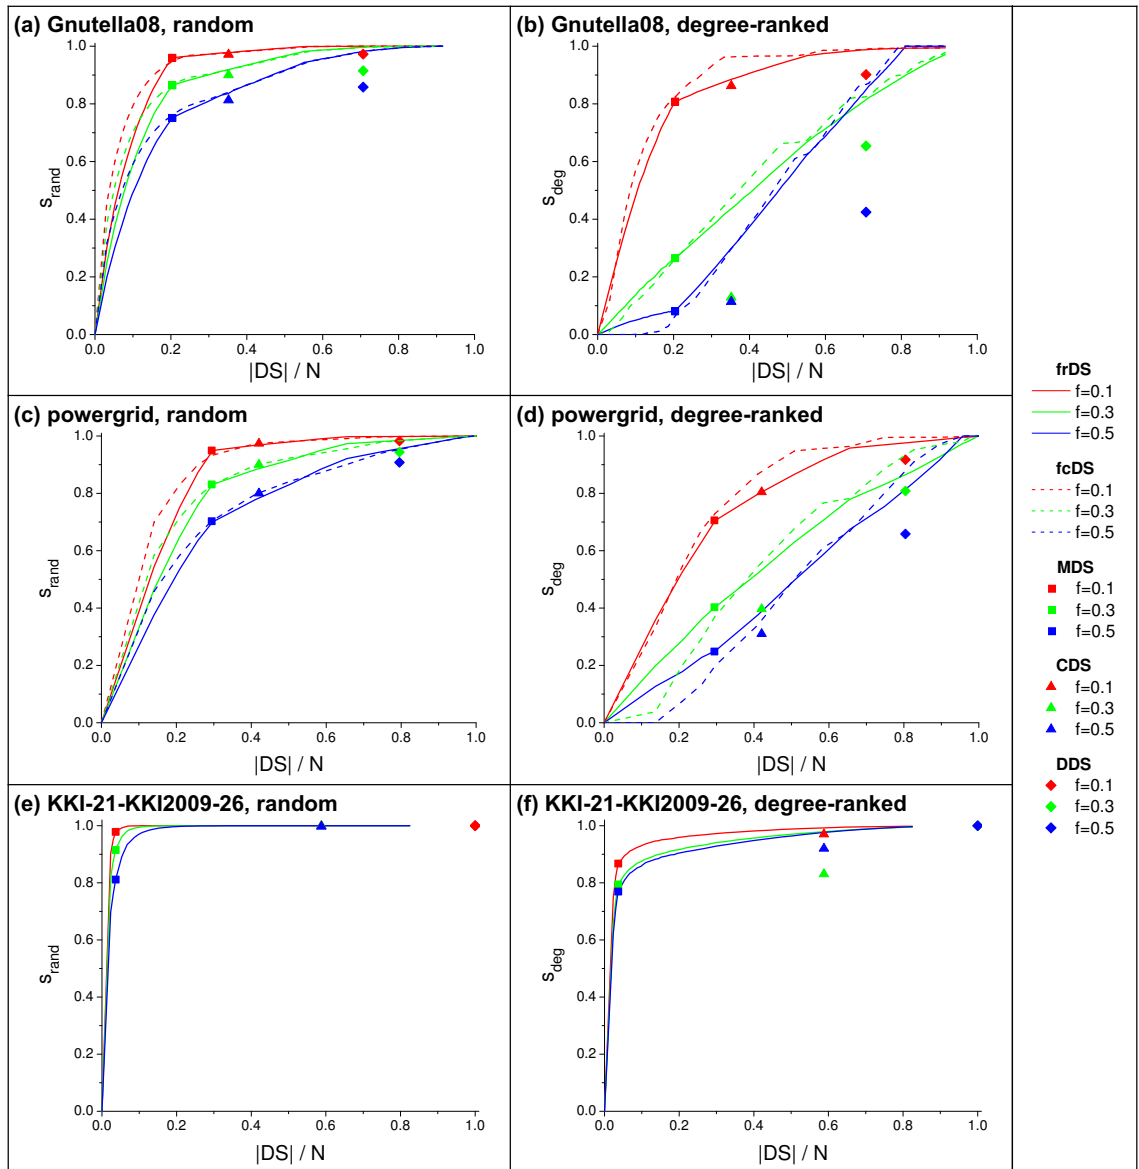 (a) Gnutella08, random
1.0
0.8
0.6
0.4
0.2
0.0
s_rand
0.0 0.2 0.4 0.6 0.8 1.0
|DS| / N
(b) Gnutella08, degree-ranked
1.0
0.8
0.6
0.4
0.2
0.0
s_deg
0.0 0.2 0.4 0.6 0.8 1.0
|DS| / N
(c) powergrid, random
1.0
0.8
0.6
0.4
0.2
0.0
s_rand
0.0 0.2 0.4 0.6 0.8 1.0
|DS| / N
(d) powergrid, degree-ranked
1.0
0.8
0.6
0.4
0.2
0.0
s_deg
0.0 0.2 0.4 0.6 0.8 1.0
|DS| / N
(e) KKI-21-KKI2009-26, random
1.0
0.8
0.6
0.4
0.2
0.0
s_rand
0.0 0.2 0.4 0.6 0.8 1.0
|DS| / N
(f) KKI-21-KKI2009-26, degree-ranked
1.0
0.8
0.6
0.4
0.2
0.0
s_deg
0.0 0.2 0.4 0.6 0.8 1.0
|DS| / N
frDS
f=0.1
f=0.3
f=0.5
fcDS
f=0.1
f=0.3
f=0.5
MDS
f=0.1
f=0.3
f=0.5
CDS
f=0.1
f=0.3
f=0.5
DDS
f=0.1
f=0.3
f=0.5